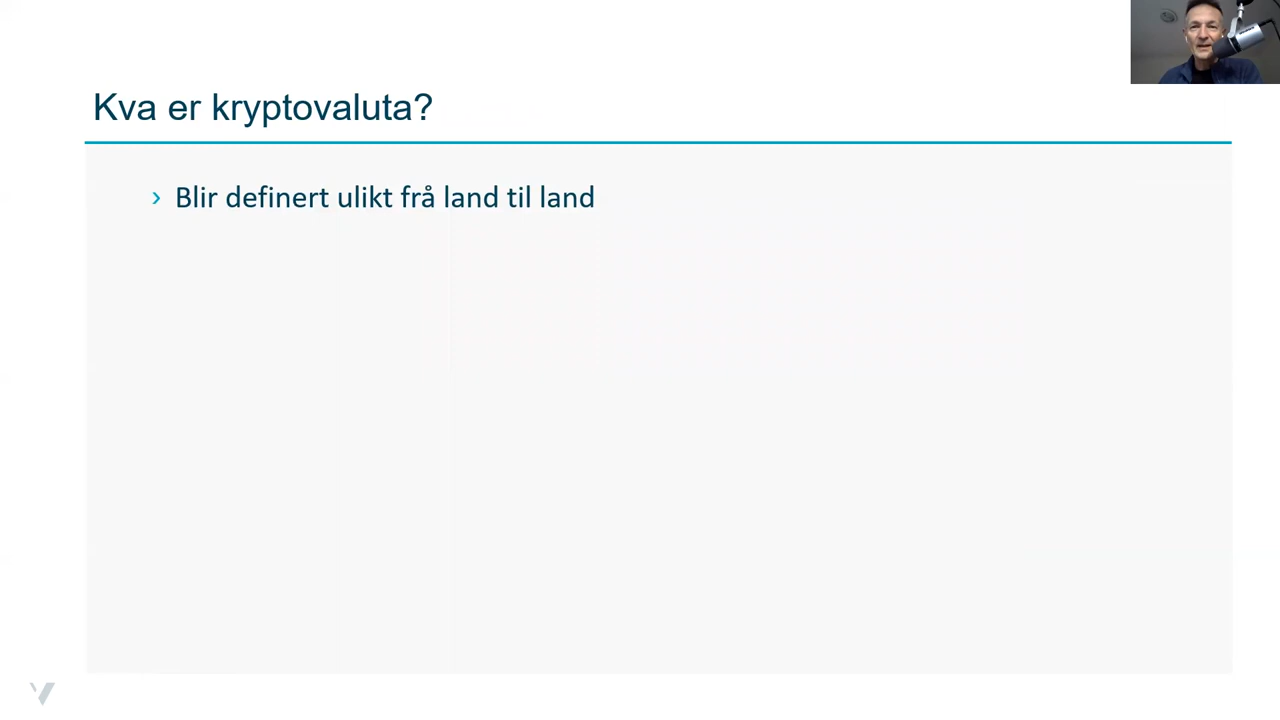 Kva er kryptovaluta?
› Blir definert ulikt frå land til land